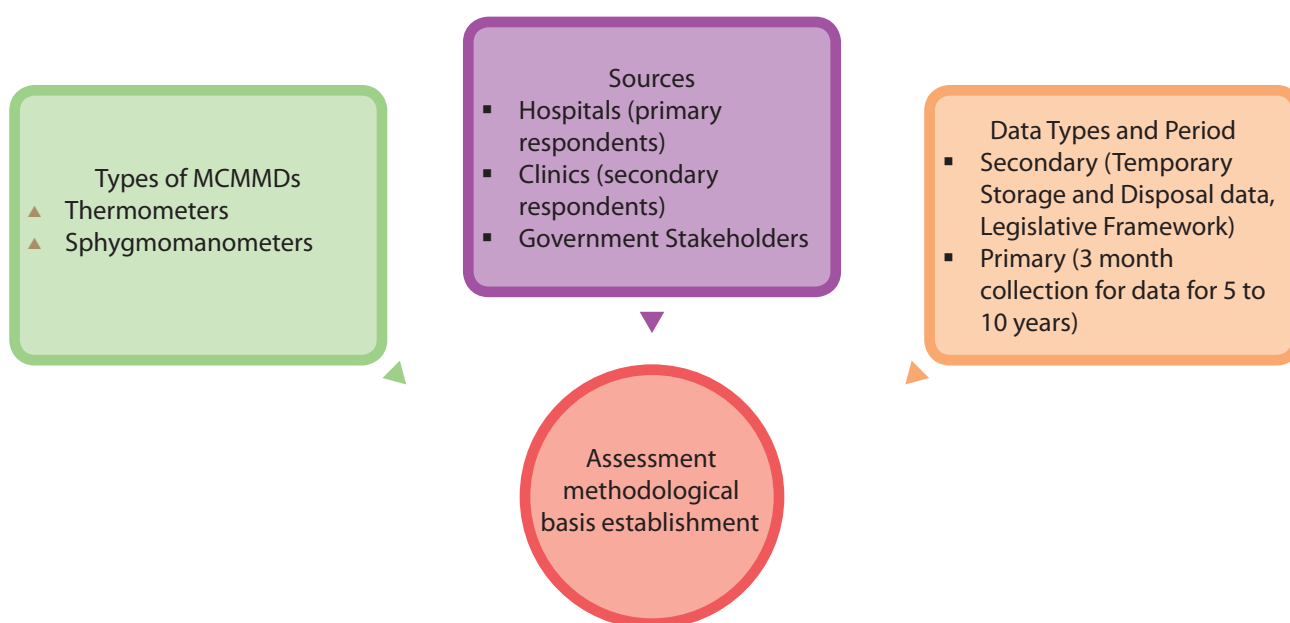 Types of MCMMDs
▲ Thermometers
▲ Sphygmomanometers
Sources
▪ Hospitals (primary
respondents)
▪ Clinics (secondary
respondents)
▪ Government Stakeholders
Data Types and Period
▪ Secondary (Temporary
Storage and Disposal data,
Legislative Framework)
▪ Primary (3 month
collection for data for 5 to
10 years)
Assessment
methodological
basis establishment